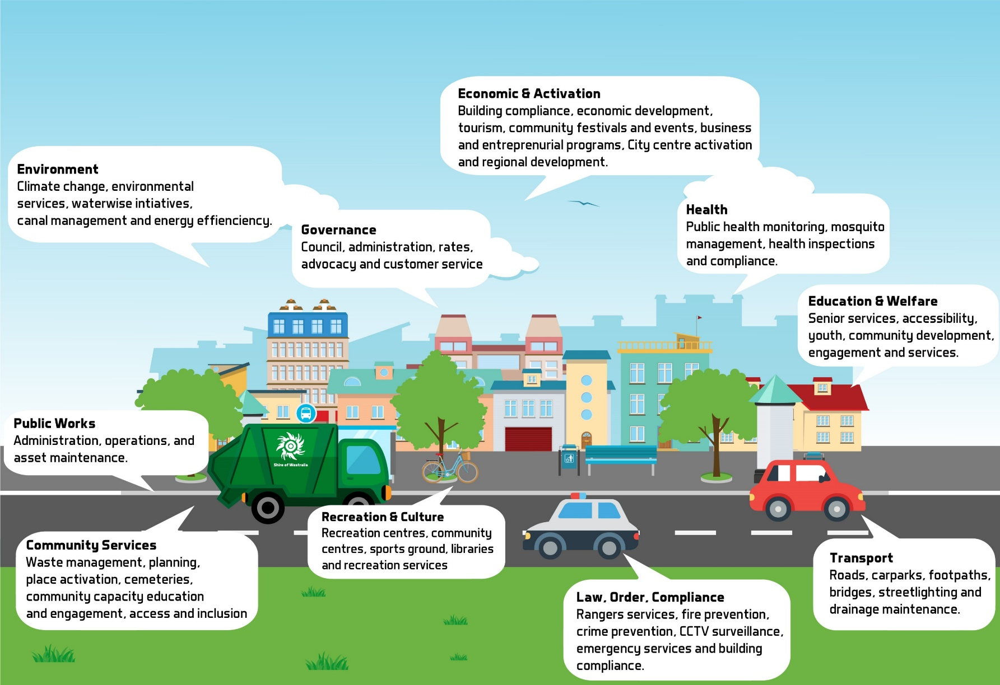 Economic & Activation
Building compliance, economic development,
tourism, community festivals and events, business
and entreprenurial programs, City centre activation
and regional development.
Environment
Climate change, environmental
services, waterwise intiatives,
canal management and energy effienciency.
Governance
Council, administration, rates,
advocacy and customer service
Health
Public health monitoring, mosquito
management, health inspections
and compliance.
Education & Welfare
Senior services, accessibility,
youth, community development,
engagement and services.
Public Works
Administration, operations, and
asset maintenance.
Shire of Westralia
Community Services
Waste management, planning,
place activation, cemeteries,
community capacity education
and engagement, access and inclusion
Recreation & Culture
Recreation centres, community
centres, sports ground, libraries
and recreation services
Law, Order, Compliance
Rangers services, fire prevention,
crime prevention, CCTV surveillance,
emergency services and building
compliance.
Transport
Roads, carparks, footpaths,
bridges, streetlighting and
drainage maintenance.